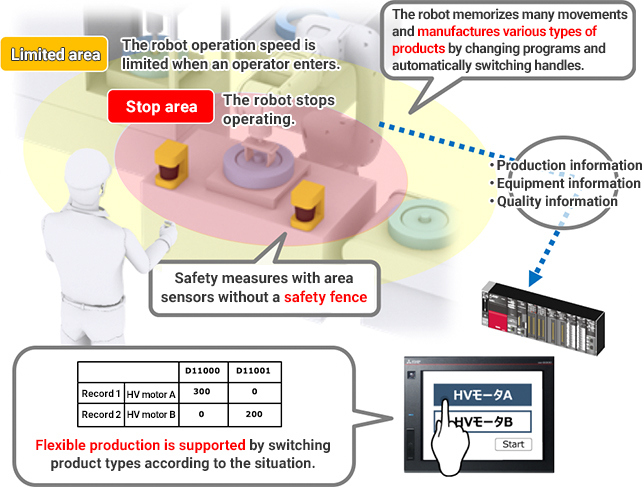 The robot memorizes many movements
and manufactures various types of
products by changing programs and
automatically switching handles.
Limited area
The robot operation speed is
limited when an operator enters.
Stop area
The robot stops
operating.
• Production information
• Equipment information
• Quality information
Safety measures with area
sensors without a safety fence
D11000 D11001
Record 1 HV motor A 300 0
Record 2 HV motor B 0 200
Flexible production is supported by switching
product types according to the situation.
HVモータA
HVモータB
Start